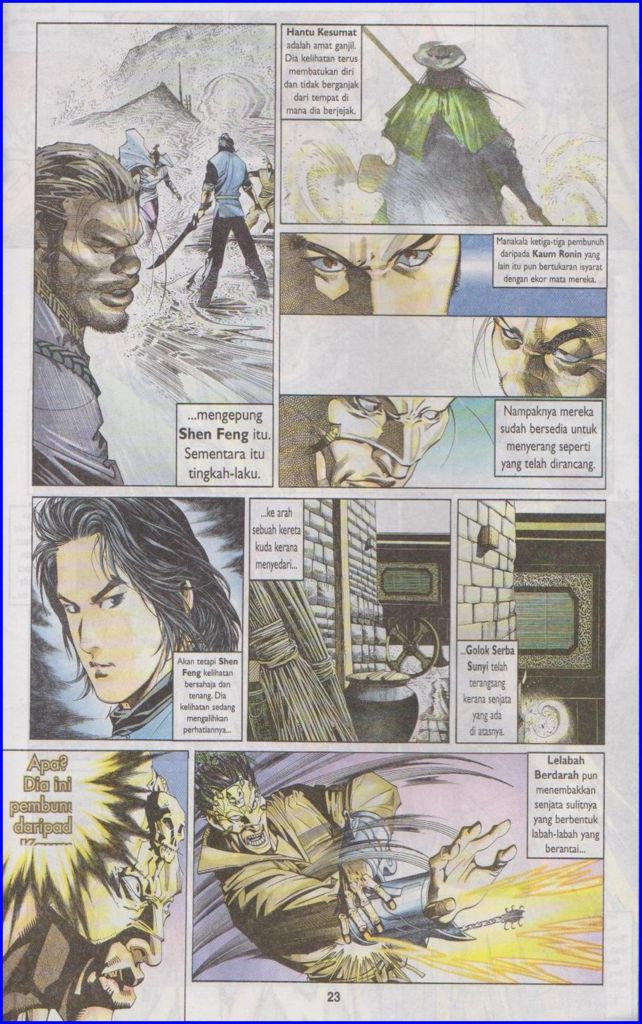 Hantu Kesumat
adalah amat ganjil.
Dia kelihatan terus
membatukan diri
dan tidak berganjak
dari tempat di
mana dia berjejak.
...mengepung
Shen Feng itu.
Sementara itu
tingkah-laku.
Manakala ketiga-tiga pembunuh
daripada Kaum Ronin yang
lain itu pun bertukaran isyarat
dengan ekor mata mereka.
Nampaknya mereka
sudah bersedia untuk
menyerang seperti
yang telah dirancang.
Akan tetapi Shen
Feng kelihatan
bersahaja dan
tenang. Dia
kelihatan sedang
mengalihkan
perhatiannya...
...ke arah
sebuah kereta
kuda kerana
menyedari...
...Golok Serba
Sunyi telah
terangsang
kerana senjata
yang ada
di atasnya.
Apa?
Dia ini
pembunu
daripad
Lelabah
Berdarah pun
menembakkan
senjata sulitnya
yang berbentuk
labah-labah yang
berantai...
23